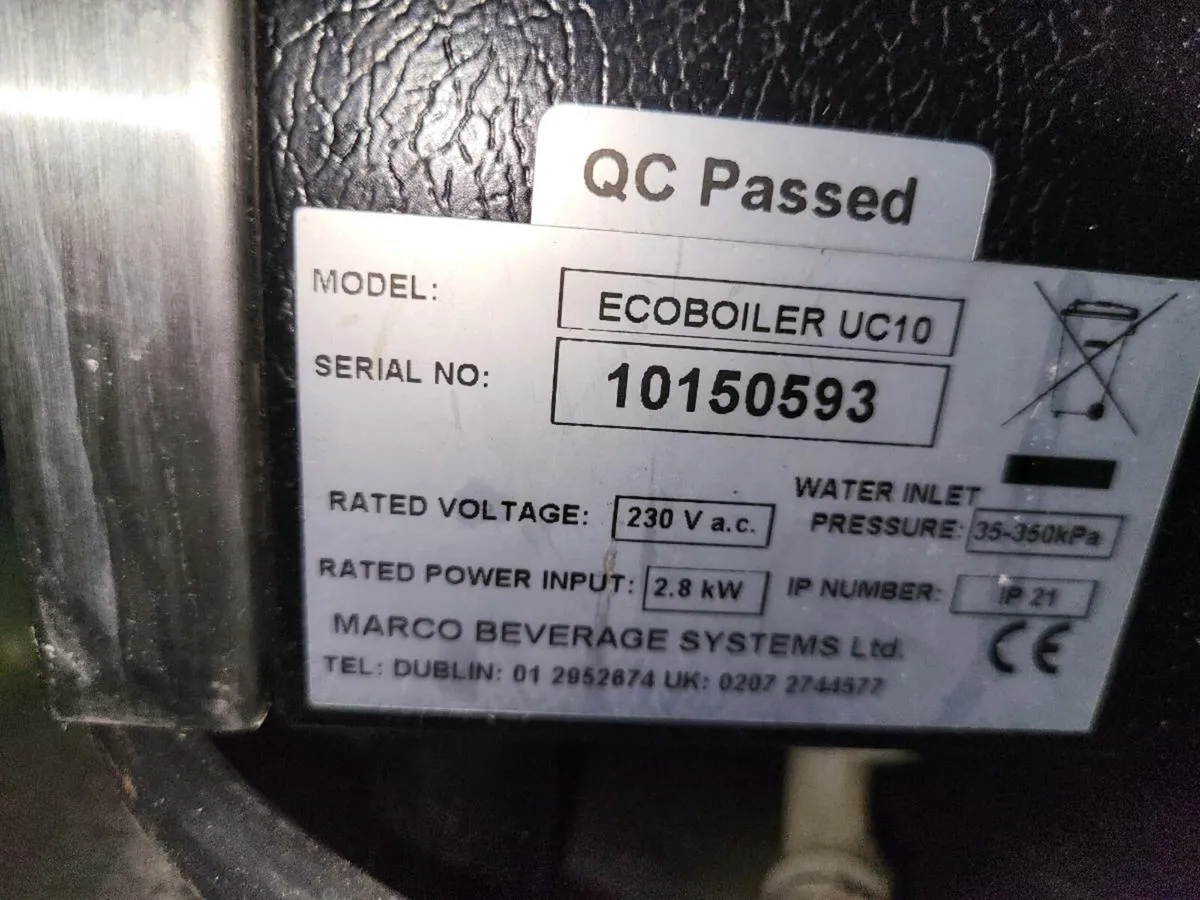 QC Passed
MODEL: ECOBOILER UC10
SERIAL NO: 10150593
RATED VOLTAGE: 230 V a.c.
WATER INLET PRESSURE: 35-350kPa
RATED POWER INPUT: 2.8 kW
IP NUMBER: IP 21
MARCO BEVERAGE SYSTEMS Ltd.
CE
TEL: DUBLIN: 01 2952674 UK: 0207 2744577